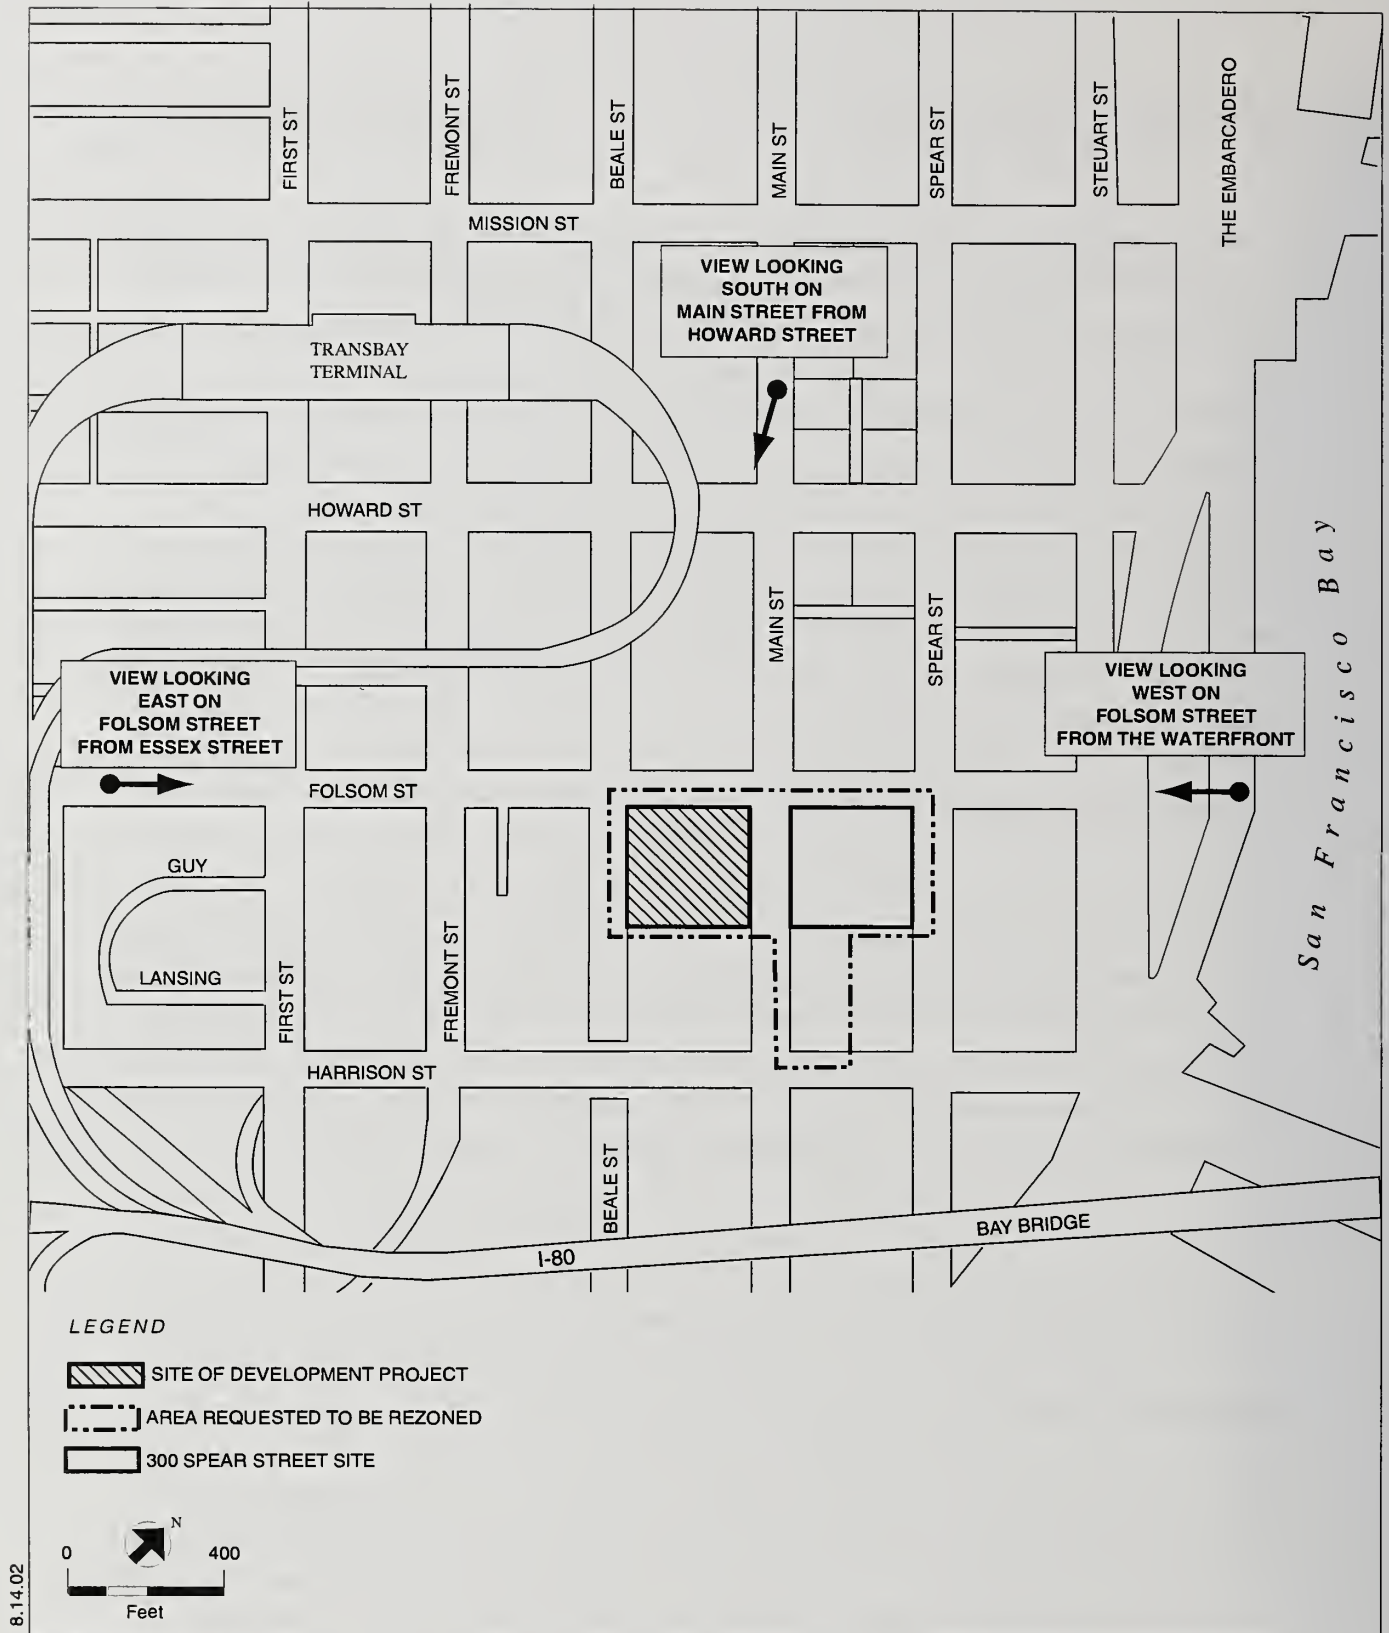 FIRST ST
FREMONT ST
BEALE ST
MAIN ST
SPEAR ST
STEUART ST
THE EMBARCADERO
MISSION ST
VIEW LOOKING
SOUTH ON
MAIN STREET FROM
HOWARD STREET
TRANSBAY
TERMINAL
HOWARD ST
MAIN ST
SPEAR ST
San Francisco Bay
VIEW LOOKING
EAST ON
FOLSOM STREET
FROM ESSEX STREET
VIEW LOOKING
WEST ON
FOLSOM STREET
FROM THE WATERFRONT
FOLSOM ST
GUY
LANSING
FIRST ST
FREMONT ST
HARRISON ST
BEALE ST
I-80
BAY BRIDGE
LEGEND
SITE OF DEVELOPMENT PROJECT
AREA REQUESTED TO BE REZONED
300 SPEAR STREET SITE
N
0 400
Feet
8.14.02